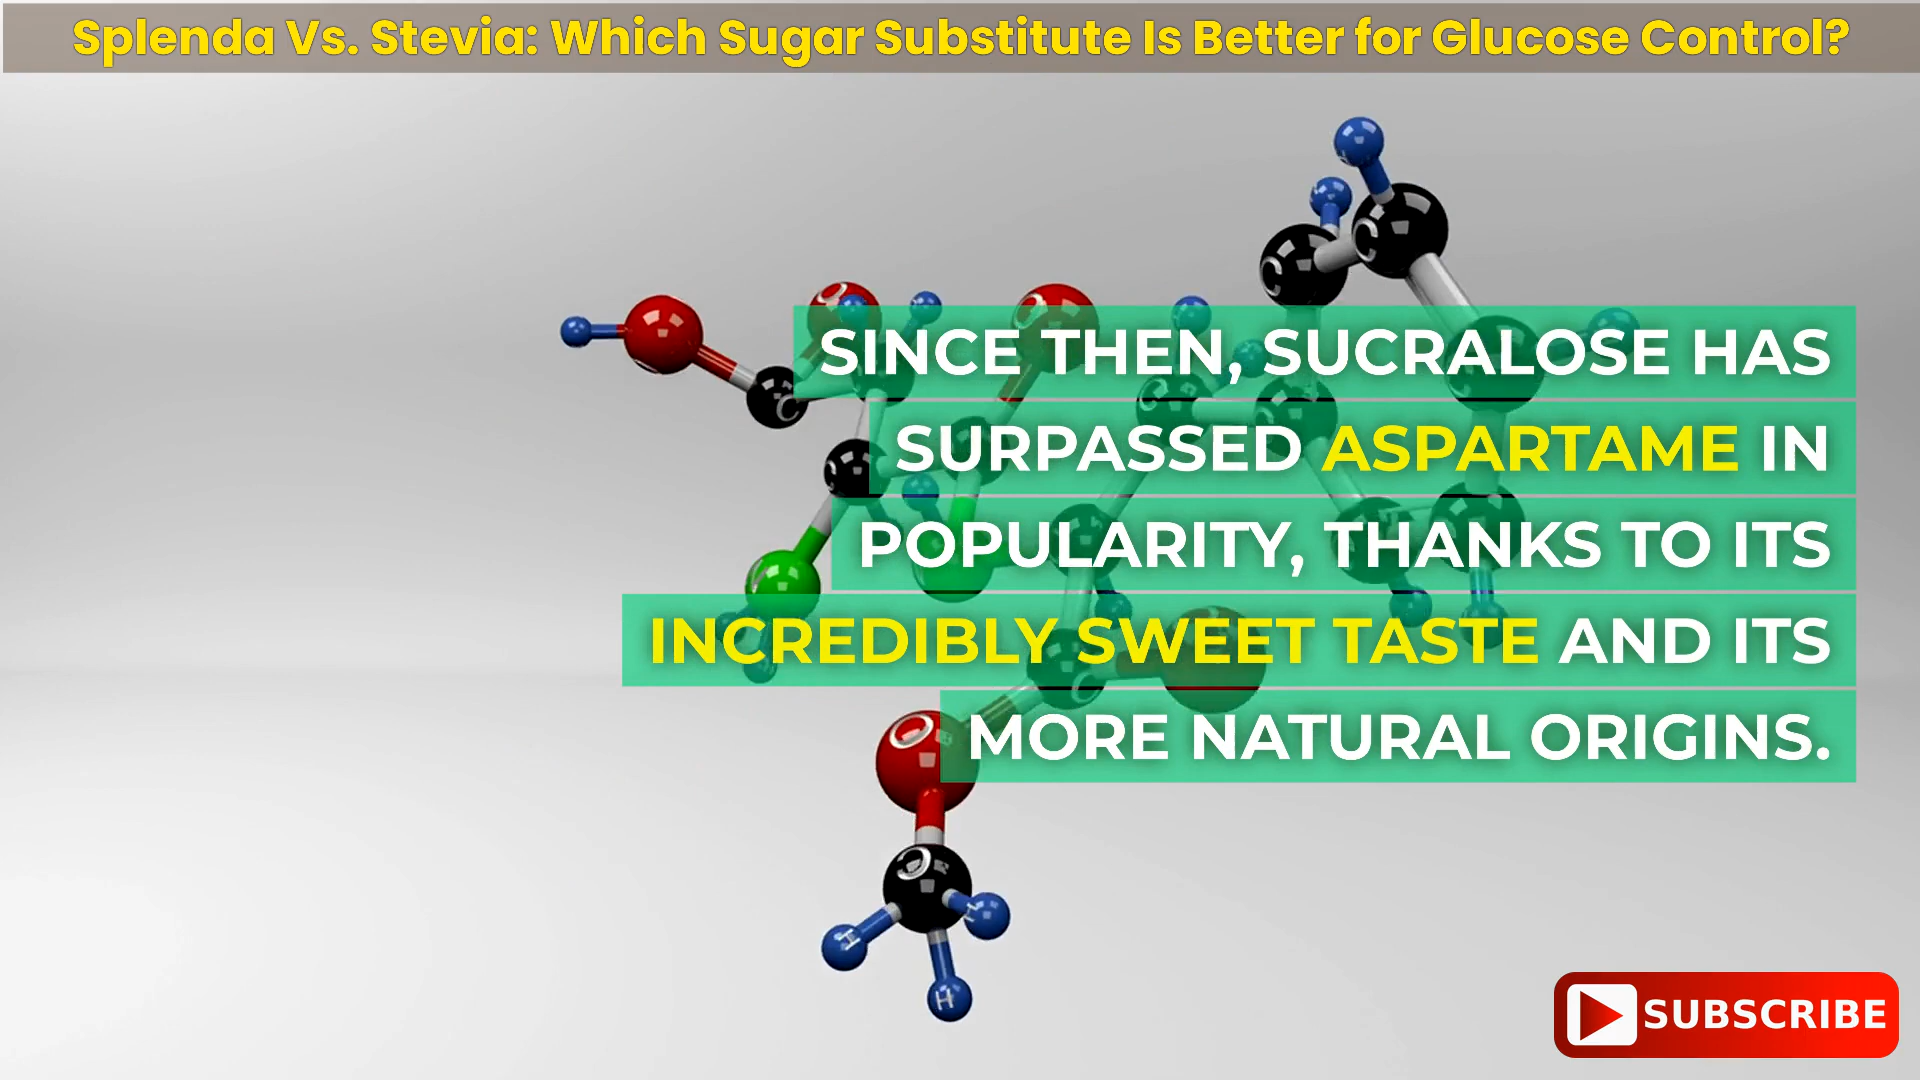 Splenda Vs. Stevia: Which Sugar Substitute Is Better for Glucose Control?
SINCE THEN, SUCRALOSE HAS
SURPASSED ASPARTAME IN
POPULARITY, THANKS TO ITS
INCREDIBLY SWEET TASTE AND ITS
MORE NATURAL ORIGINS.
SUBSCRIBE